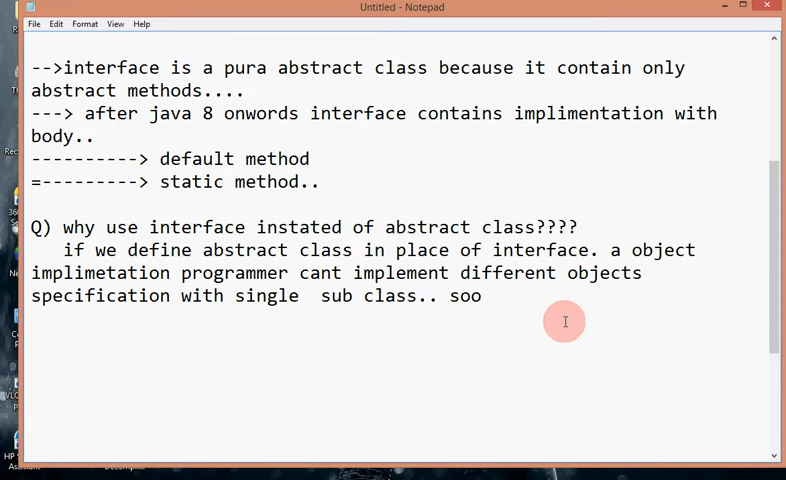 Untitled - Notepad
File Edit Format View Help
-->interface is a pura abstract class because it contain only
abstract methods....
---> after java 8 onwords interface contains implimentation with
body..
----------> default method
=---------> static method..
Q) why use interface instated of abstract class????
if we define abstract class in place of interface. a object
implimetation programmer cant implement different objects
specification with single sub class.. soo